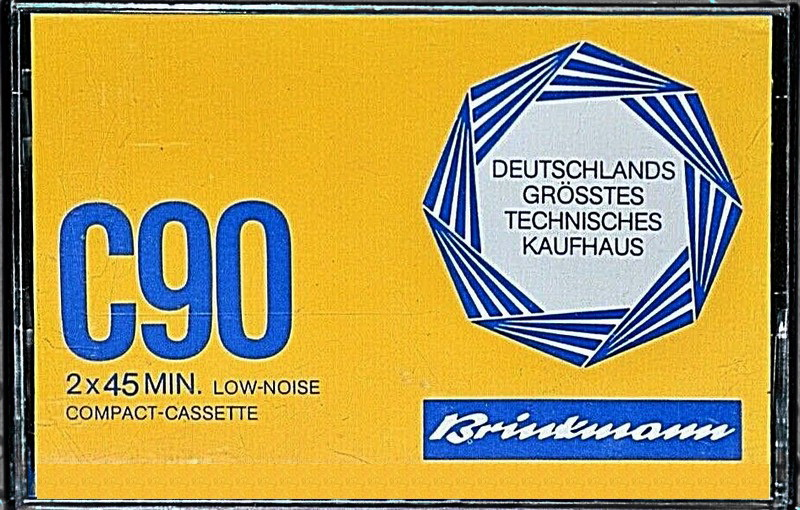 DEUTSCHLANDS
GRÖSSTES
TECHNISCHES
KAUFHAUS
C90
2x45 MIN. LOW-NOISE
COMPACT-CASSETTE
Brinkmann